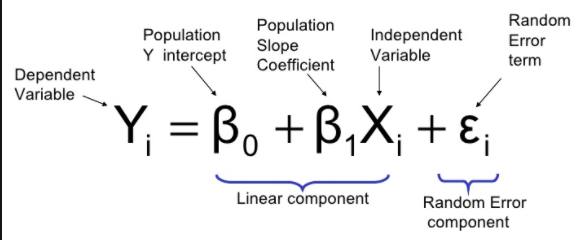 Dependent
Variable
Population
Y intercept
Population
Slope
Coefficient
Independent
Variable
Random
Error
term
Yᵢ = β₀ + β₁Xᵢ + εᵢ
Linear component
Random Error
component